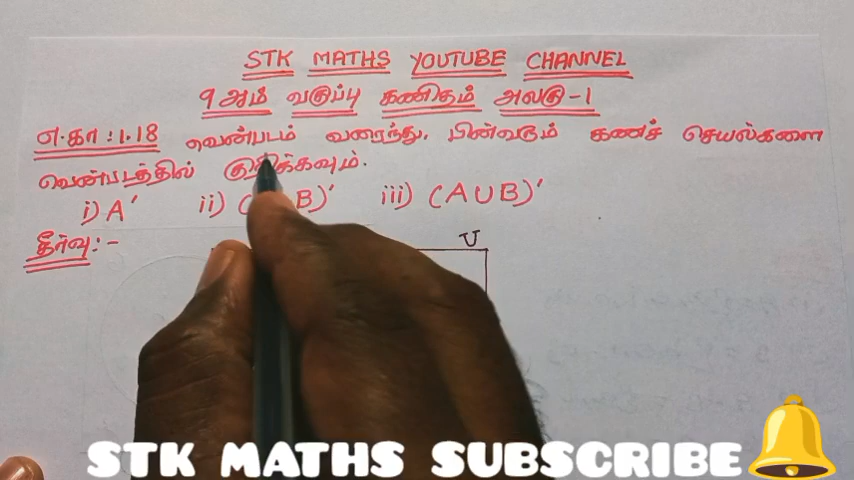 STK MATHS YOUTUBE CHANNEL
9 ஆம் வகுப்பு கணிதம் அலகு-1
எ.கா:1.18 வென்படம் வரைந்து, பின்வரும் கணச் செயல்களை
வென்படத்தில் குறிக்கவும்.
i) A′ ii) ( B)′ iii) (A∪B)′
தீர்வு:-
U
STK MATHS SUBSCRIBE